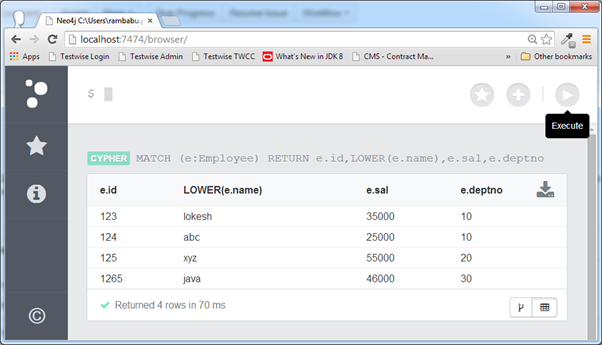 Neo4j C:\Users\rambabu.p
localhost:7474/browser/
Apps Testwise Testwise Admin Testwise TWCC What's New in JDK 8 CMS - Contract Ma... » Other bookmarks
$
Execute
CYPHER MATCH (e:Employee) RETURN e.id,LOWER(e.name),e.sal,e.deptno
e.id LOWER(e.name) e.sal e.deptno
123 lokesh 35000 10
124 abc 25000 10
125 xyz 55000 20
1265 java 46000 30
Returned 4 rows in 70 ms
©